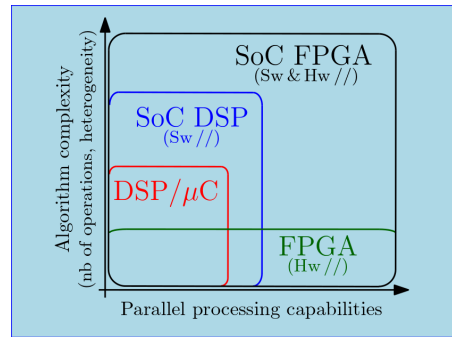 SoC FPGA
(Sw & Hw //)
SoC DSP
(Sw //)
DSP/μC
FPGA
(Hw //)
Algorithm complexity
(nb of operations, heterogeneity)
Parallel processing capabilities